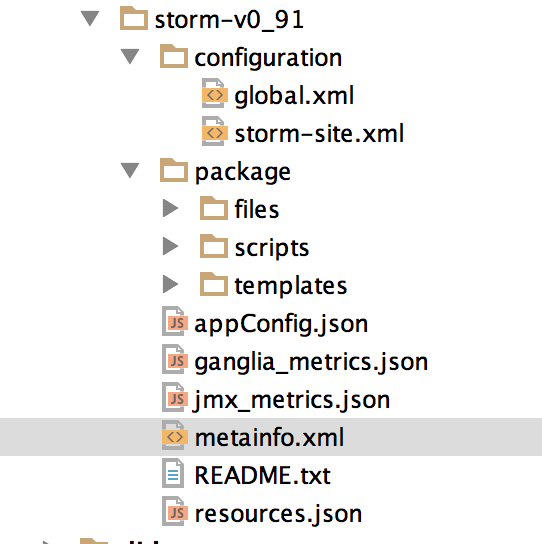 storm-v0_91
configuration
global.xml
storm-site.xml
package
files
scripts
templates
appConfig.json
ganglia_metrics.json
jmx_metrics.json
metainfo.xml
README.txt
resources.json